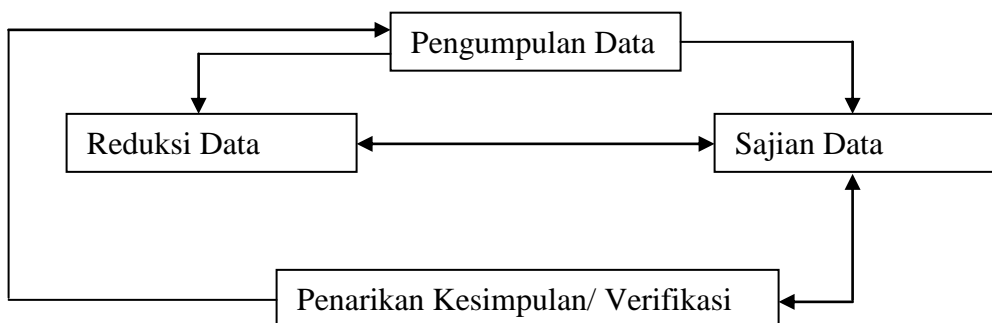 Pengumpulan Data
Reduksi Data
Sajian Data
Penarikan Kesimpulan/ Verifikasi